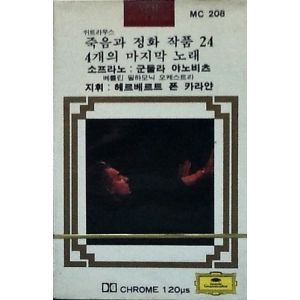 MC 208
R.슈트라우스
죽음과 정화 작품 24
4개의 마지막 노래
소프라노 : 군둘라 야노비츠
베를린 필하모닉 오케스트라
지휘 : 헤르베르트 폰 카라얀
DD CHROME 120µs